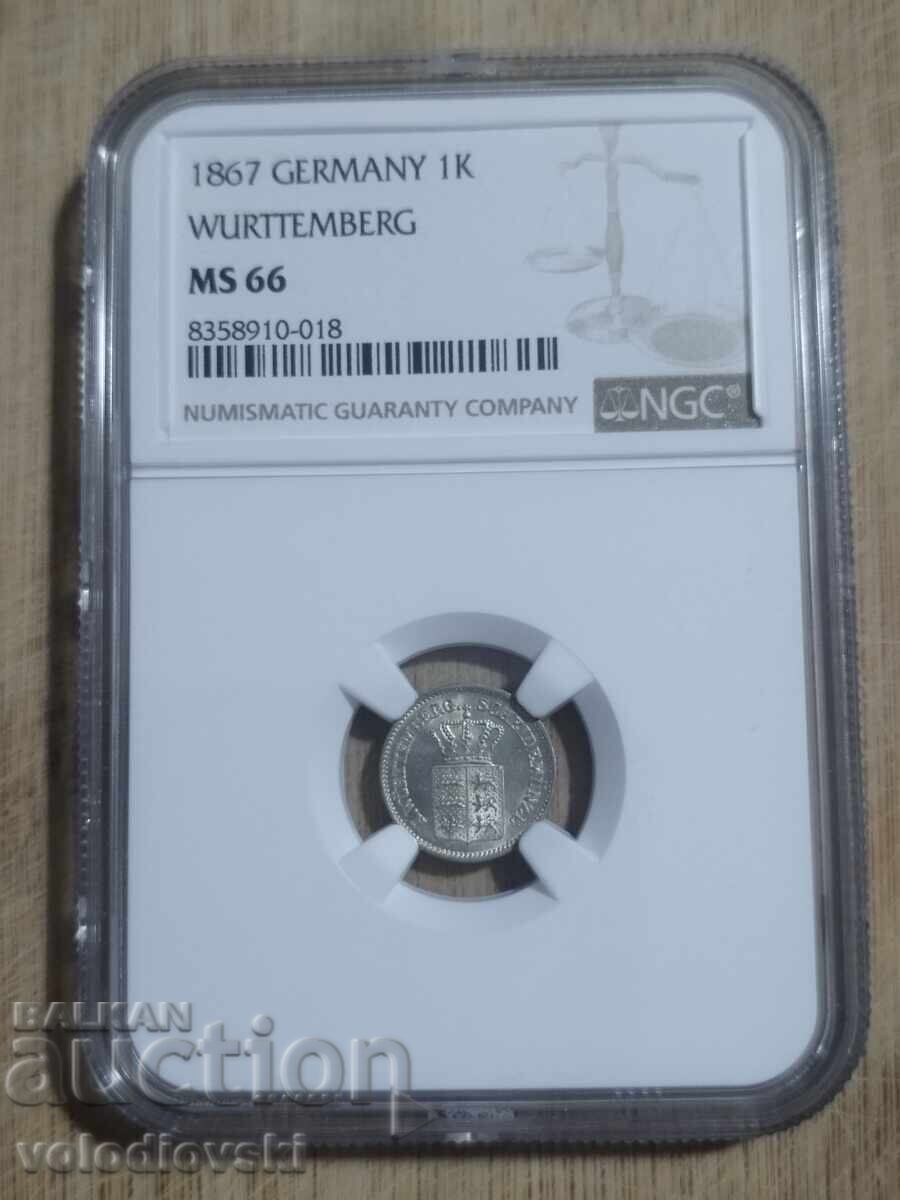 1867 GERMANY 1K
WURTTEMBERG
MS 66
8358910-018
NUMISMATIC GUARANTY COMPANY
NGC®
BALKAN
auction
volodiovski